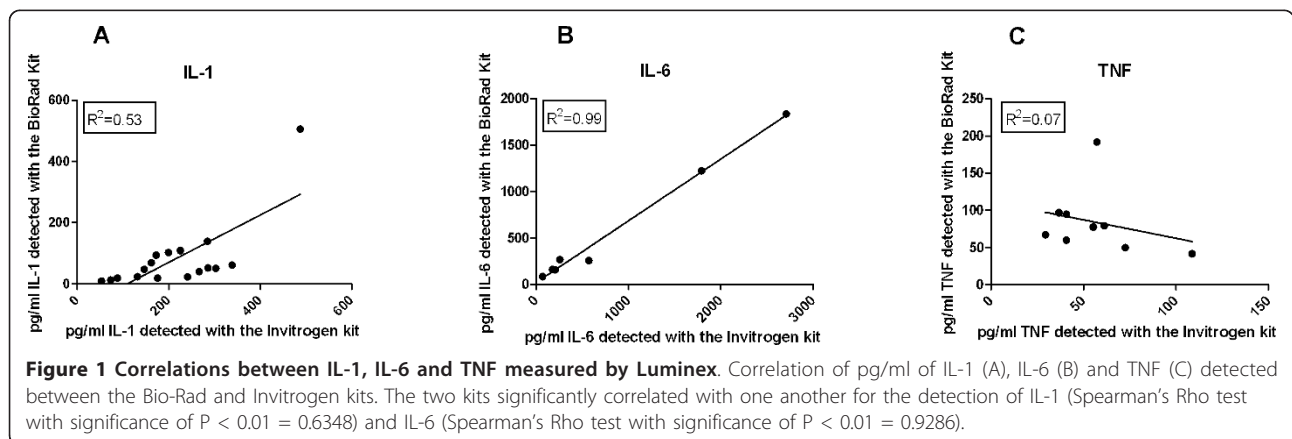 A
IL-1
pg/ml IL-1 detected with the BioRad Kit
R²=0.53
600
400
200
0
0 200 400 600
pg/ml IL-1 detected with the Invitrogen kit
B
IL-6
pg/ml IL-6 detected with the BioRad Kit
R²=0.99
2000
1500
1000
500
0
0 1000 2000 3000
pg/ml IL-6 detected with the Invitrogen kit
C
TNF
pg/ml TNF detected with the BioRad Kit
R²=0.07
250
200
150
100
50
0
0 50 100 150
pg/ml TNF detected with the Invitrogen kit
Figure 1 Correlations between IL-1, IL-6 and TNF measured by Luminex. Correlation of pg/ml of IL-1 (A), IL-6 (B) and TNF (C) detected
between the Bio-Rad and Invitrogen kits. The two kits significantly correlated with one another for the detection of IL-1 (Spearman's Rho test
with significance of P < 0.01 = 0.6348) and IL-6 (Spearman's Rho test with significance of P < 0.01 = 0.9286).